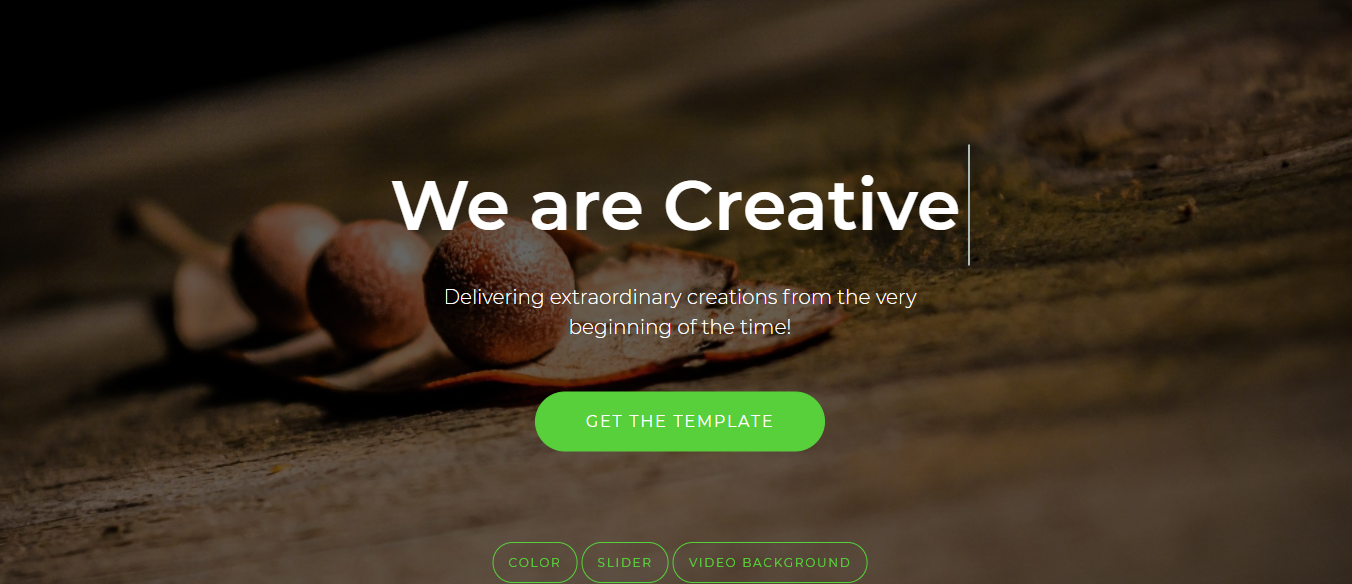 We are Creative
Delivering extraordinary creations from the very
beginning of the time!
GET THE TEMPLATE
COLOR SLIDER VIDEO BACKGROUND